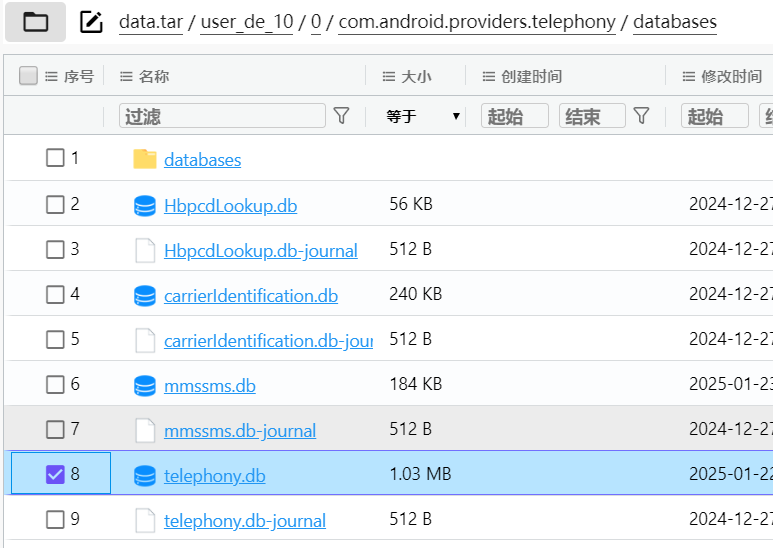 data.tar / user_de_10 / 0 / com.android.providers.telephony / databases
序号 名称 大小 创建时间 修改时间
过滤 等于 起始 结束 起始
1 databases
2 HbpcdLookup.db 56 KB 2024-12-27
3 HbpcdLookup.db-journal 512 B 2024-12-27
4 carrierIdentification.db 240 KB 2024-12-27
5 carrierIdentification.db-jour 512 B 2024-12-27
6 mmssms.db 184 KB 2025-01-23
7 mmssms.db-journal 512 B 2024-12-27
8 telephony.db 1.03 MB 2025-01-22
9 telephony.db-journal 512 B 2024-12-27